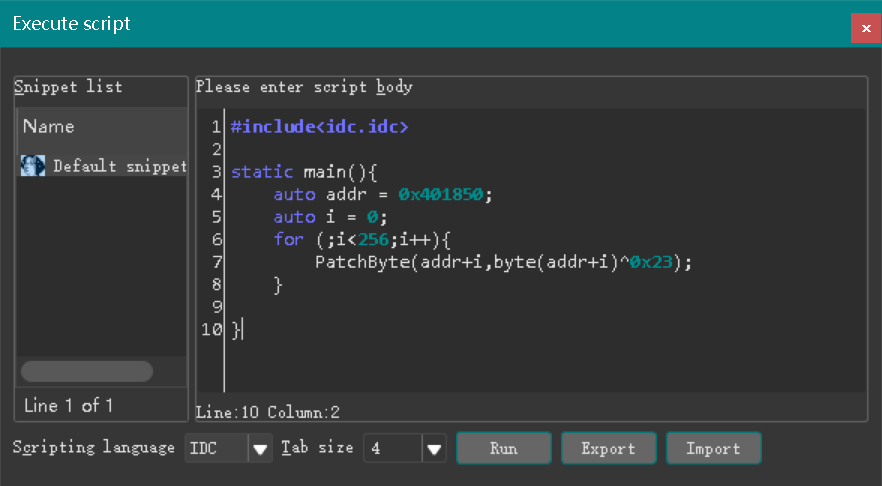 Execute script
×
Snippet list
Name
Default snippet
Line 1 of 1
Please enter script body
1 #include<idc.idc>
2
3 static main(){
4     auto addr = 0x401850;
5     auto i = 0;
6     for (;i<256;i++){
7         PatchByte(addr+i,byte(addr+i)^0x23);
8     }
9
10 }
Line:10 Column:2
Scripting language IDC Tab size 4 Run Export Import